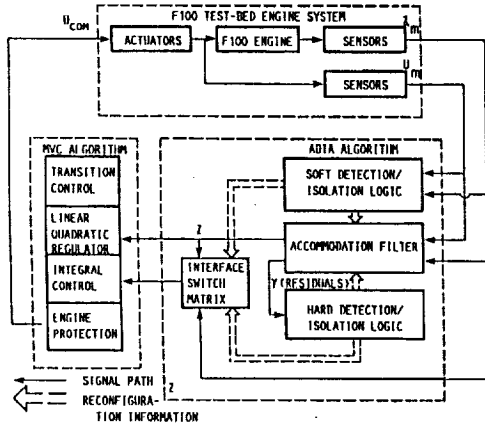 F100 TEST-BED ENGINE SYSTEM
U_COM
ACTUATORS
F100 ENGINE
SENSORS
m
SENSORS
U_m
MVC ALGORITHM
TRANSITION
CONTROL
LINEAR
QUADRATIC
REGULATOR
INTEGRAL
CONTROL
ENGINE
PROTECTION
ADIA ALGORITHM
SOFT DETECTION/
ISOLATION LOGIC
ACCOMMODATION FILTER
Z
INTERFACE
SWITCH
MATRIX
γ(RESIDUALS)
HARD DETECTION/
ISOLATION LOGIC
Z
SIGNAL PATH
RECONFIGURA-
TION INFORMATION